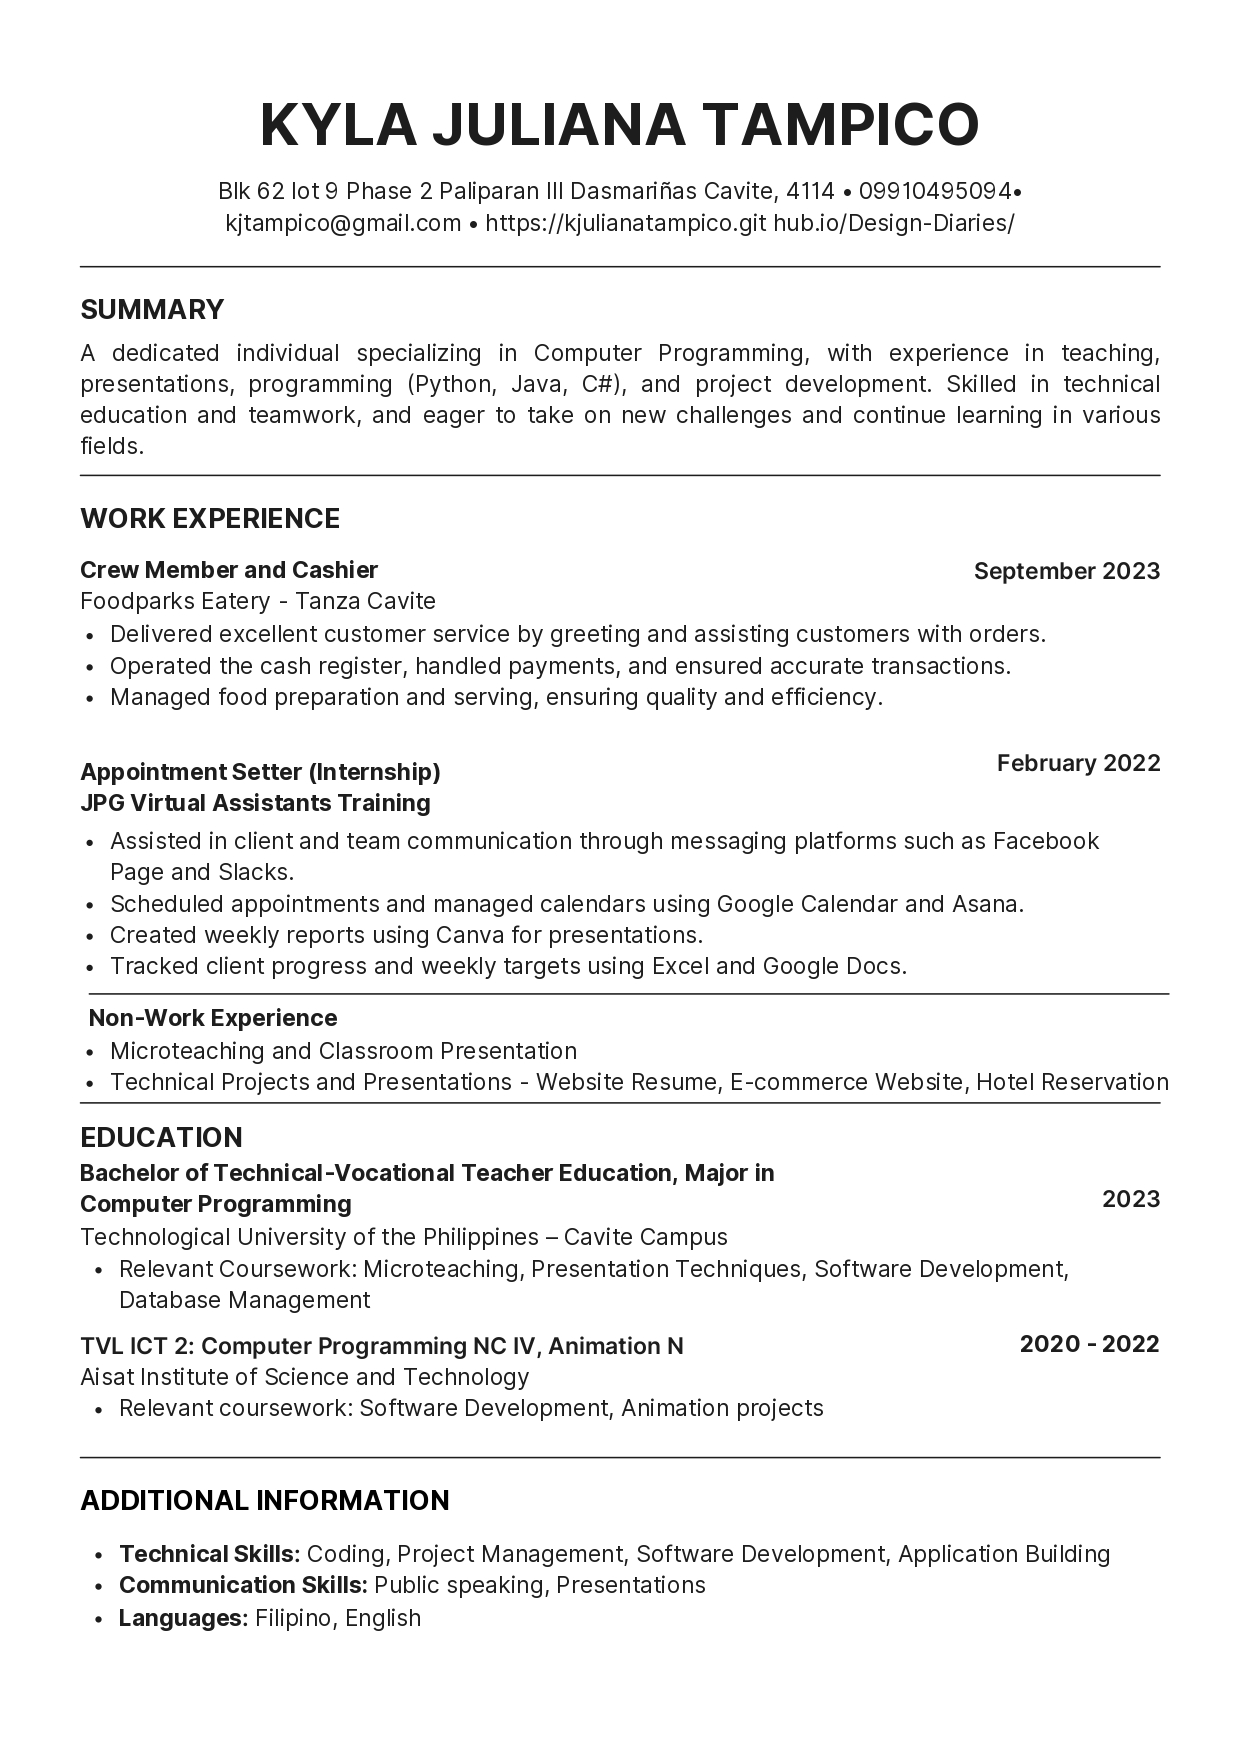 KYLA JULIANA TAMPICO
Blk 62 lot 9 Phase 2 Paliparan III Dasmariñas Cavite, 4114 • 09910495094•
kjtampico@gmail.com • https://kjulianatampico.git hub.io/Design-Diaries/
SUMMARY
A dedicated individual specializing in Computer Programming, with experience in teaching,
presentations, programming (Python, Java, C#), and project development. Skilled in technical
education and teamwork, and eager to take on new challenges and continue learning in various
fields.
WORK EXPERIENCE
Crew Member and Cashier September 2023
Foodparks Eatery - Tanza Cavite
• Delivered excellent customer service by greeting and assisting customers with orders.
• Operated the cash register, handled payments, and ensured accurate transactions.
• Managed food preparation and serving, ensuring quality and efficiency.
Appointment Setter (Internship) February 2022
JPG Virtual Assistants Training
• Assisted in client and team communication through messaging platforms such as Facebook
Page and Slacks.
• Scheduled appointments and managed calendars using Google Calendar and Asana.
• Created weekly reports using Canva for presentations.
• Tracked client progress and weekly targets using Excel and Google Docs.
Non-Work Experience
• Microteaching and Classroom Presentation
• Technical Projects and Presentations - Website Resume, E-commerce Website, Hotel Reservation
EDUCATION
Bachelor of Technical-Vocational Teacher Education, Major in
Computer Programming 2023
Technological University of the Philippines – Cavite Campus
• Relevant Coursework: Microteaching, Presentation Techniques, Software Development,
Database Management
TVL ICT 2: Computer Programming NC IV, Animation N 2020 - 2022
Aisat Institute of Science and Technology
• Relevant coursework: Software Development, Animation projects
ADDITIONAL INFORMATION
• Technical Skills: Coding, Project Management, Software Development, Application Building
• Communication Skills: Public speaking, Presentations
• Languages: Filipino, English